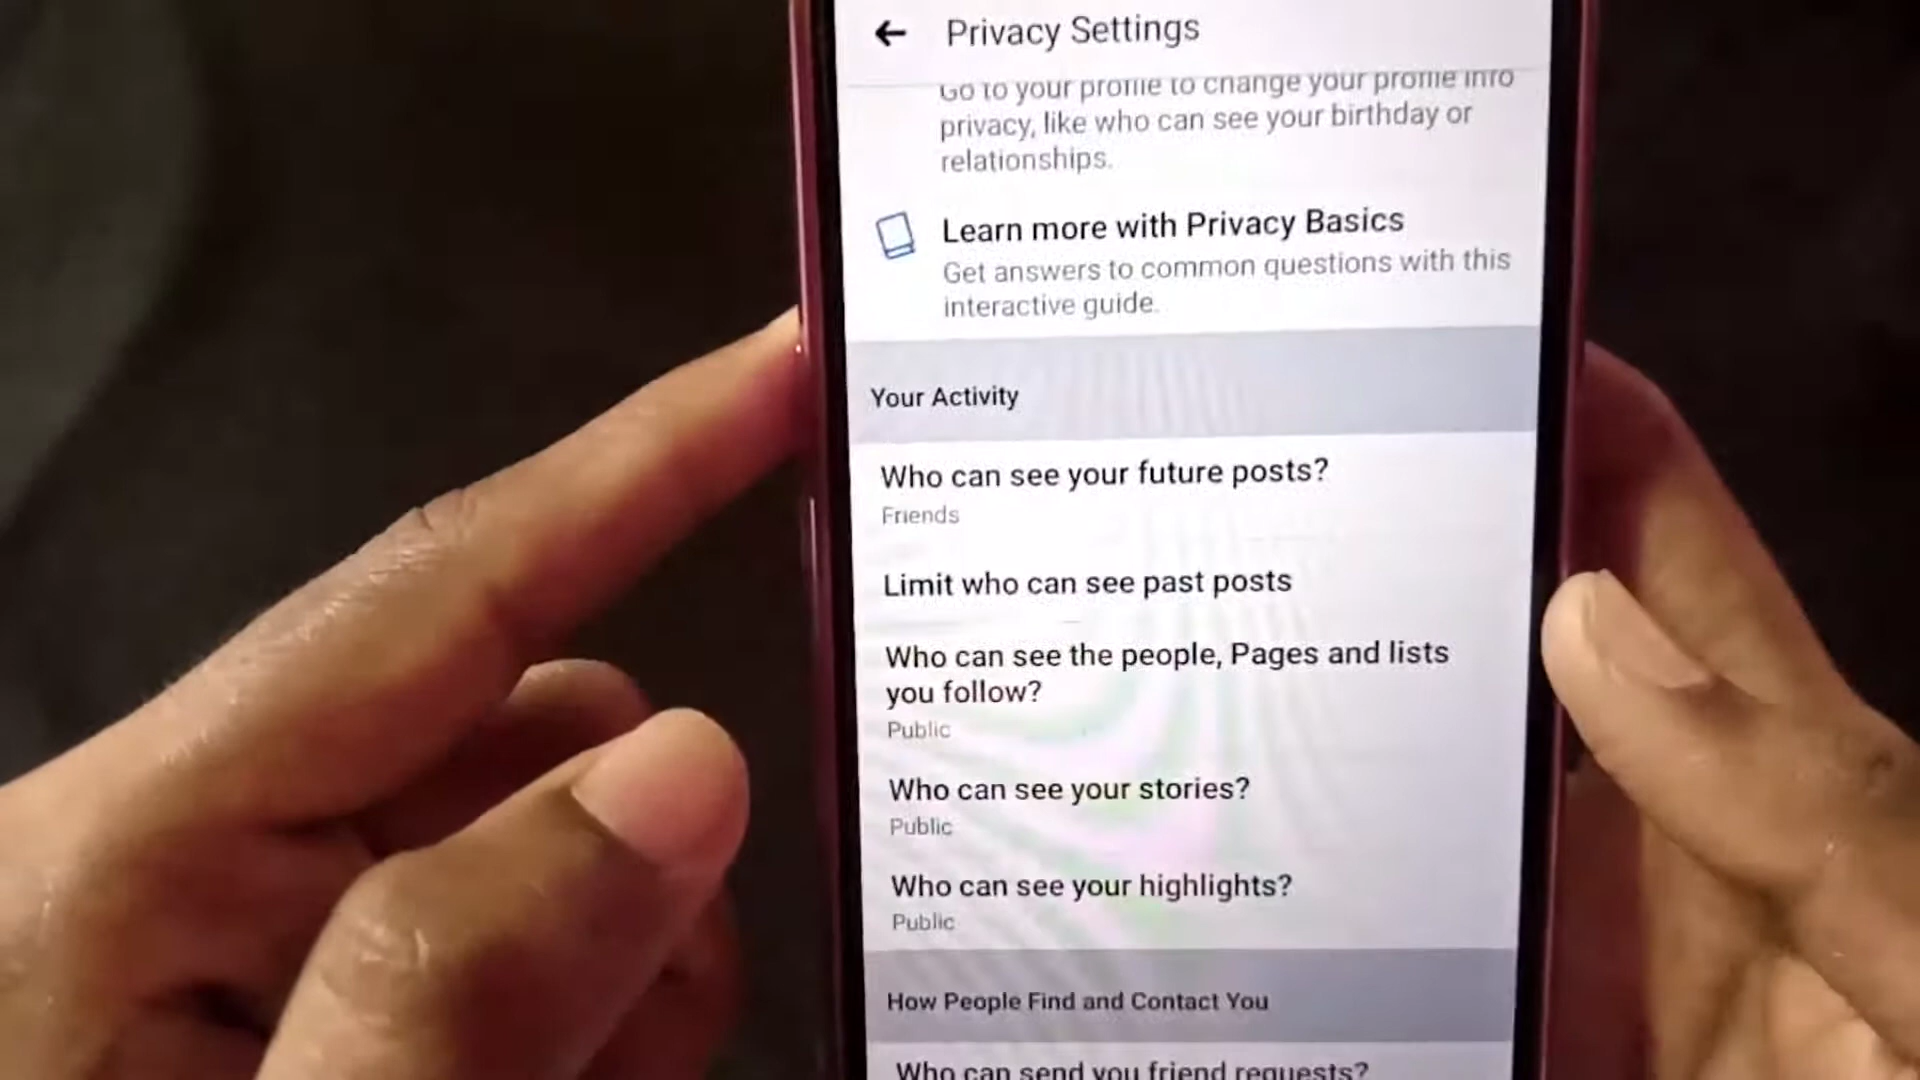 Privacy Settings
Go to your profile to change your profile info
privacy, like who can see your birthday or
relationships.
Learn more with Privacy Basics
Get answers to common questions with this
interactive guide.
Your Activity
Who can see your future posts?
Friends
Limit who can see past posts
Who can see the people, Pages and lists
you follow?
Public
Who can see your stories?
Public
Who can see your highlights?
Public
How People Find and Contact You
Who can send you friend requests?